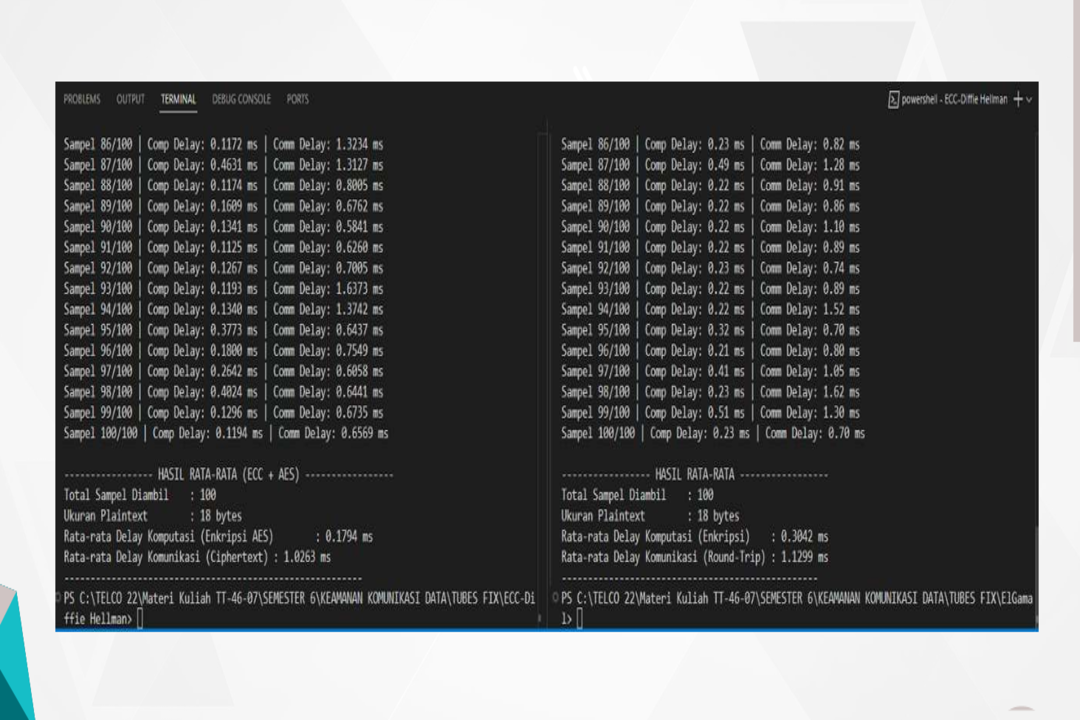 PROBLEMS OUTPUT TERMINAL DEBUG CONSOLE PORTS
powershell - ECC-Diffie Hellman
Sampel 86/100 | Comp Delay: 0.1172 ms | Comm Delay: 1.3234 ms
Sampel 87/100 | Comp Delay: 0.4631 ms | Comm Delay: 1.3127 ms
Sampel 88/100 | Comp Delay: 0.1174 ms | Comm Delay: 0.8005 ms
Sampel 89/100 | Comp Delay: 0.1609 ms | Comm Delay: 0.6762 ms
Sampel 90/100 | Comp Delay: 0.1341 ms | Comm Delay: 0.5841 ms
Sampel 91/100 | Comp Delay: 0.1125 ms | Comm Delay: 0.6260 ms
Sampel 92/100 | Comp Delay: 0.1267 ms | Comm Delay: 0.7005 ms
Sampel 93/100 | Comp Delay: 0.1193 ms | Comm Delay: 1.6373 ms
Sampel 94/100 | Comp Delay: 0.1340 ms | Comm Delay: 1.3742 ms
Sampel 95/100 | Comp Delay: 0.3773 ms | Comm Delay: 0.6437 ms
Sampel 96/100 | Comp Delay: 0.1800 ms | Comm Delay: 0.7549 ms
Sampel 97/100 | Comp Delay: 0.2642 ms | Comm Delay: 0.6058 ms
Sampel 98/100 | Comp Delay: 0.4024 ms | Comm Delay: 0.6441 ms
Sampel 99/100 | Comp Delay: 0.1296 ms | Comm Delay: 0.6735 ms
Sampel 100/100 | Comp Delay: 0.1194 ms | Comm Delay: 0.6569 ms
----------------- HASIL RATA-RATA (ECC + AES) -----------------
Total Sampel Diambil : 100
Ukuran Plaintext : 18 bytes
Rata-rata Delay Komputasi (Enkripsi AES) : 0.1794 ms
Rata-rata Delay Komunikasi (Ciphertext) : 1.0263 ms
---------------------------------------------------------
PS C:\TELCO 22\Materi Kuliah TT-46-07\SEMESTER 6\KEAMANAN KOMUNIKASI DATA\TUBES FIX\ECC-Di
ffie Hellman>
Sampel 86/100 | Comp Delay: 0.23 ms | Comm Delay: 0.82 ms
Sampel 87/100 | Comp Delay: 0.49 ms | Comm Delay: 1.28 ms
Sampel 88/100 | Comp Delay: 0.22 ms | Comm Delay: 0.91 ms
Sampel 89/100 | Comp Delay: 0.22 ms | Comm Delay: 0.86 ms
Sampel 90/100 | Comp Delay: 0.22 ms | Comm Delay: 1.10 ms
Sampel 91/100 | Comp Delay: 0.22 ms | Comm Delay: 0.89 ms
Sampel 92/100 | Comp Delay: 0.23 ms | Comm Delay: 0.74 ms
Sampel 93/100 | Comp Delay: 0.22 ms | Comm Delay: 0.89 ms
Sampel 94/100 | Comp Delay: 0.22 ms | Comm Delay: 1.52 ms
Sampel 95/100 | Comp Delay: 0.32 ms | Comm Delay: 0.70 ms
Sampel 96/100 | Comp Delay: 0.21 ms | Comm Delay: 0.80 ms
Sampel 97/100 | Comp Delay: 0.41 ms | Comm Delay: 1.05 ms
Sampel 98/100 | Comp Delay: 0.23 ms | Comm Delay: 1.62 ms
Sampel 99/100 | Comp Delay: 0.51 ms | Comm Delay: 1.30 ms
Sampel 100/100 | Comp Delay: 0.23 ms | Comm Delay: 0.70 ms
----------------- HASIL RATA-RATA -----------------
Total Sampel Diambil : 100
Ukuran Plaintext : 18 bytes
Rata-rata Delay Komputasi (Enkripsi) : 0.3042 ms
Rata-rata Delay Komunikasi (Round-Trip) : 1.1299 ms
-------------------------------------------------
PS C:\TELCO 22\Materi Kuliah TT-46-07\SEMESTER 6\KEAMANAN KOMUNIKASI DATA\TUBES FIX\ElGama
l>